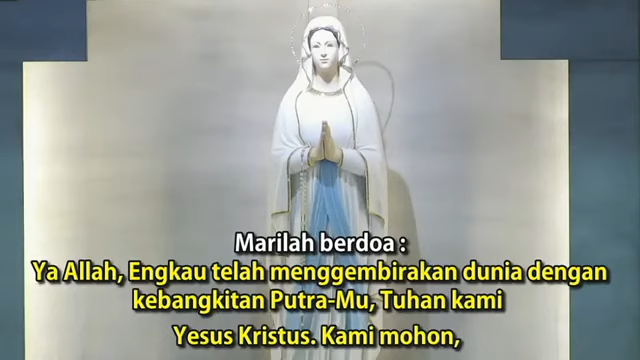 Marilah berdoa :
Ya Allah, Engkau telah menggembirakan dunia dengan
kebangkitan Putra-Mu, Tuhan kami
Yesus Kristus. Kami mohon,